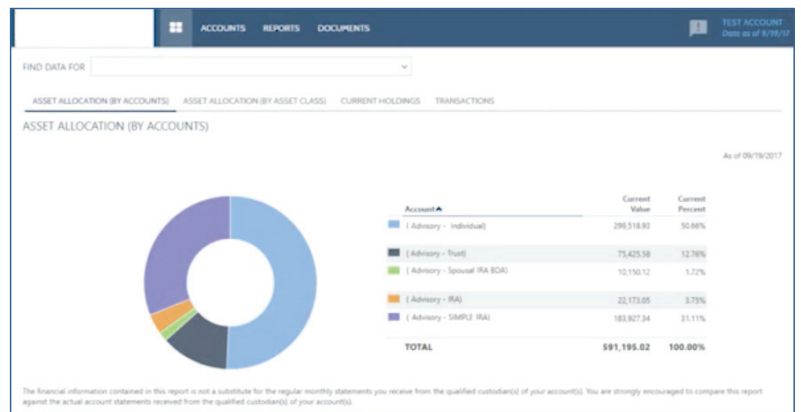 ACCOUNTS REPORTS DOCUMENTS
TEST ACCOUNT
Data as of 9/19/17
FIND DATA FOR
ASSET ALLOCATION (BY ACCOUNTS) ASSET ALLOCATION (BY ASSET CLASS) CURRENT HOLDINGS TRANSACTIONS
ASSET ALLOCATION (BY ACCOUNTS)
As of 09/19/2017
Account Current Value Current Percent
( Advisory - Individual) 299,518.93 50.66%
( Advisory - Trust) 75,425.58 12.76%
( Advisory - Spousal IRA BDA) 10,150.12 1.72%
( Advisory - IRA) 22,173.05 3.75%
( Advisory - SIMPLE IRA) 183,927.34 31.11%
TOTAL 591,195.02 100.00%
The financial information contained in this report is not a substitute for the regular monthly statements you receive from the qualified custodian(s) of your account(s). You are strongly encouraged to compare this report
against the actual account statements received from the qualified custodian(s) of your account(s).